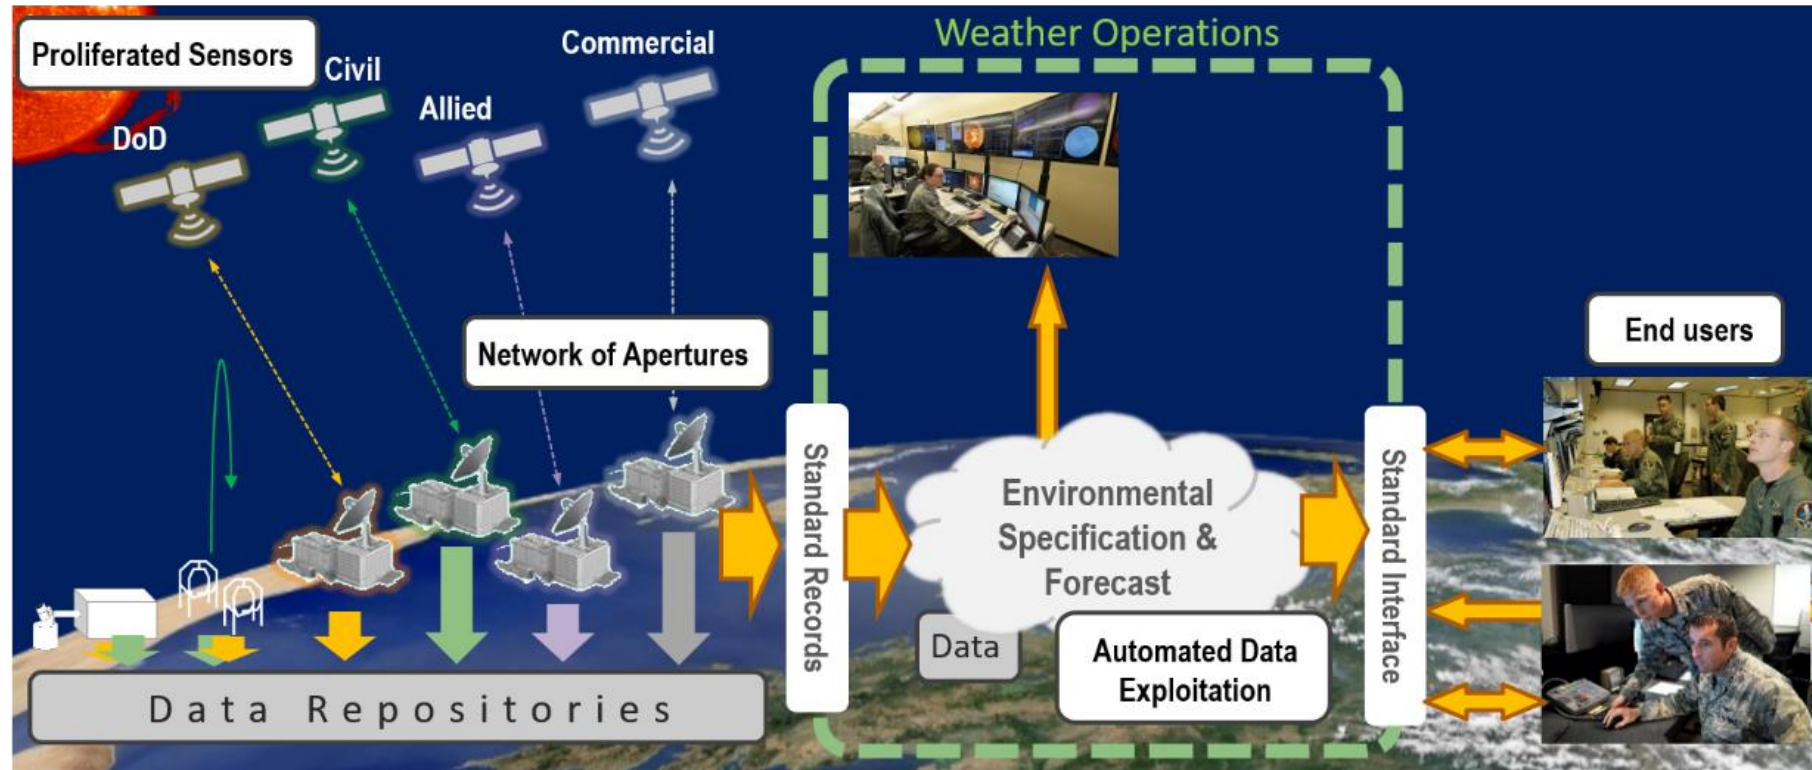 Weather Operations
Proliferated Sensors
Commercial
Civil
Allied
DoD
Network of Apertures
End users
Standard Records
Environmental
Specification &
Forecast
Standard Interface
Data
Automated Data
Exploitation
Data Repositories